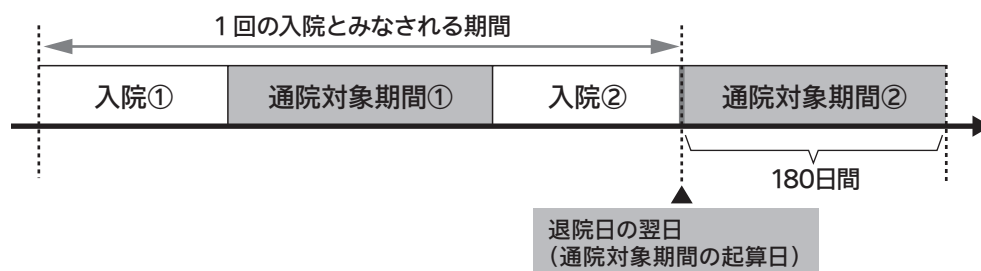 1回の入院とみなされる期間
入院①
通院対象期間①
入院②
通院対象期間②
180日間
退院日の翌日
（通院対象期間の起算日）